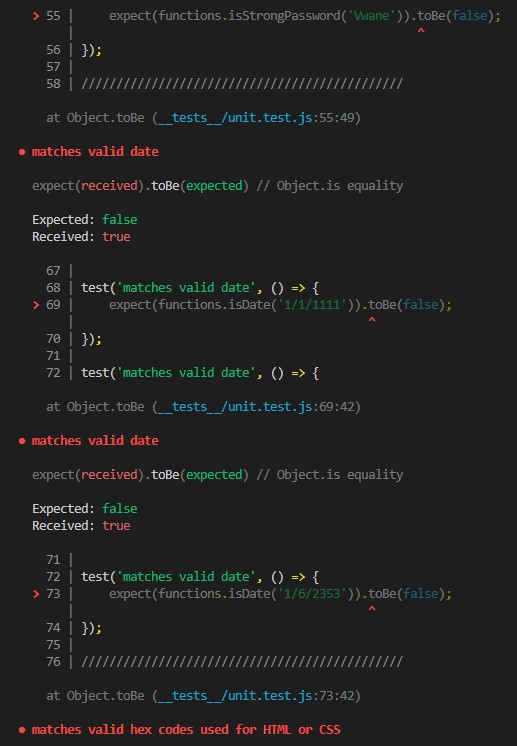 > 55 |     expect(functions.isStrongPassword('Vwane')).toBe(false);
     |                                                 ^
  56 | });
  57 |
  58 | //////////////////////////////////////////////
at Object.toBe (__tests__/unit.test.js:55:49)
● matches valid date
expect(received).toBe(expected) // Object.is equality
Expected: false
Received: true
  67 |
  68 | test('matches valid date', () => {
> 69 |     expect(functions.isDate('1/1/1111')).toBe(false);
     |                                          ^
  70 | });
  71 |
  72 | test('matches valid date', () => {
at Object.toBe (__tests__/unit.test.js:69:42)
● matches valid date
expect(received).toBe(expected) // Object.is equality
Expected: false
Received: true
  71 |
  72 | test('matches valid date', () => {
> 73 |     expect(functions.isDate('1/6/2353')).toBe(false);
     |                                          ^
  74 | });
  75 |
  76 | //////////////////////////////////////////////
at Object.toBe (__tests__/unit.test.js:73:42)
● matches valid hex codes used for HTML or CSS